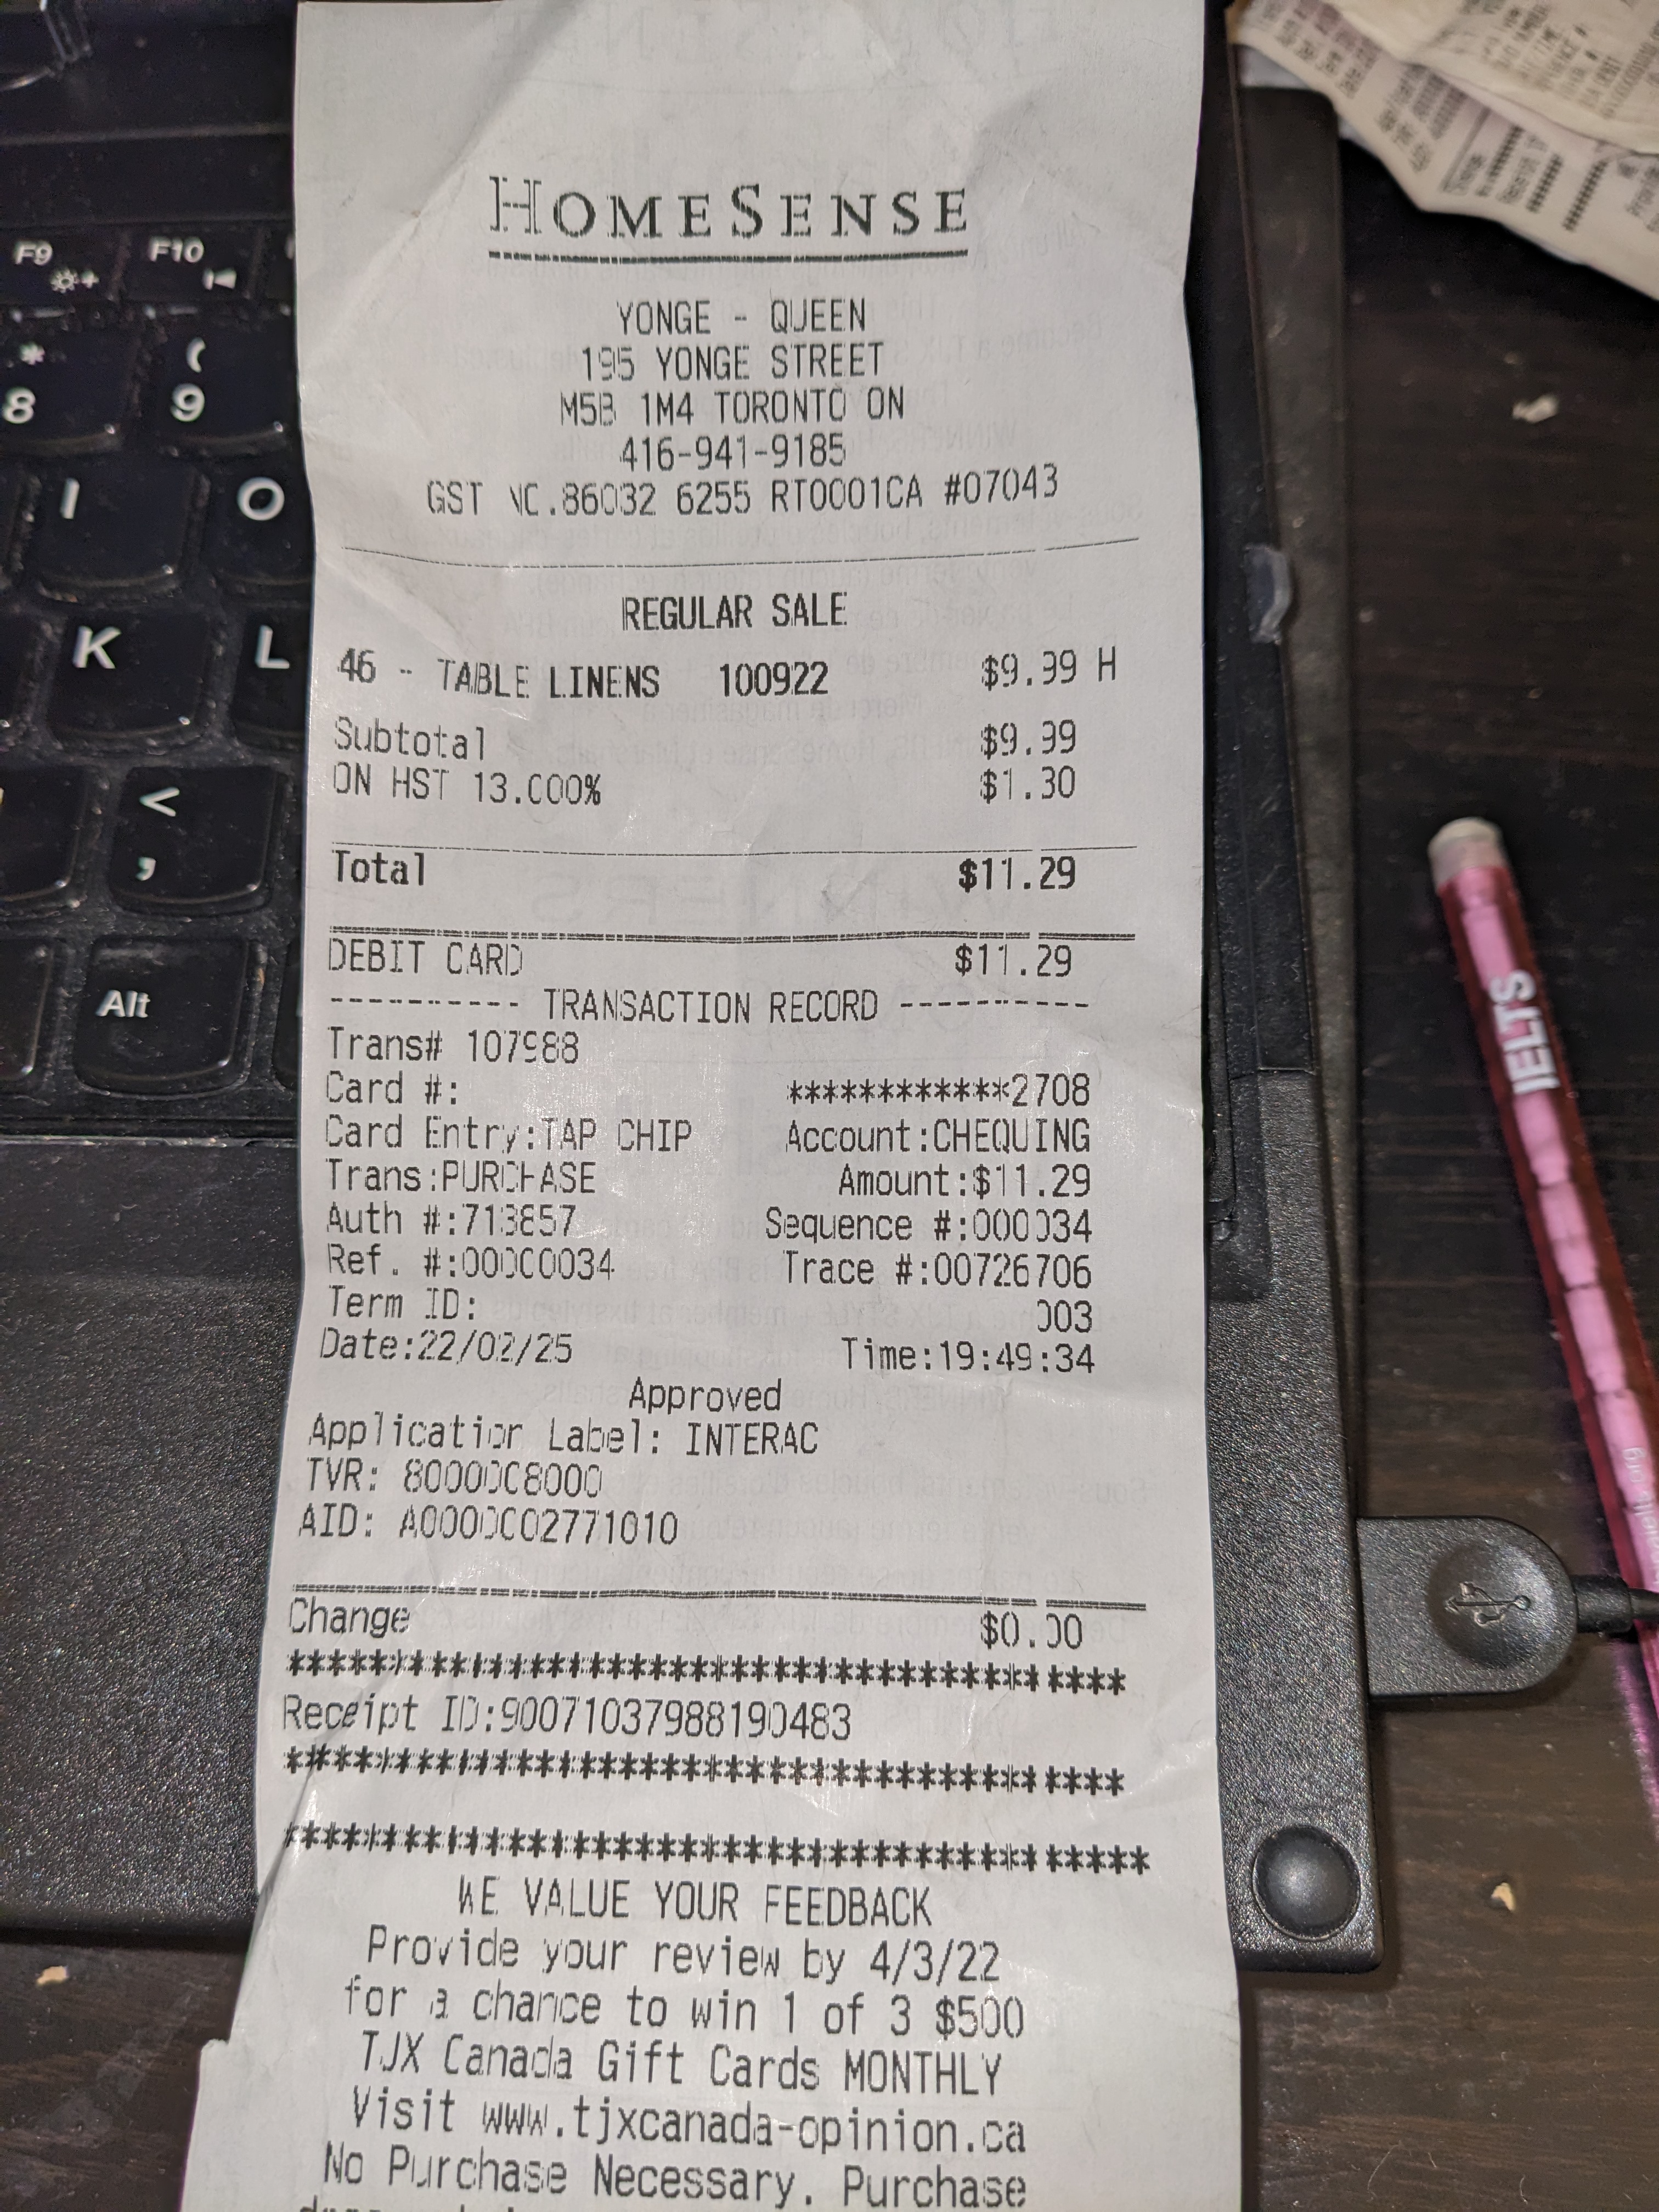 HOMESENSE
YONGE - QUEEN
195 YONGE STREET
M5B 1M4 TORONTO ON
416-941-9185
GST NO.86032 6255 RT0001CA #07043
REGULAR SALE
46 - TABLE LINENS 100922 $9.99 H
Subtotal $9.99
ON HST 13.000% $1.30
Total $11.29
DEBIT CARD $11.29
---------- TRANSACTION RECORD ----------
Trans# 107988
Card #: ************2708
Card Entry:TAP CHIP Account:CHEQUING
Trans:PURCHASE Amount:$11.29
Auth #:713857 Sequence #:000034
Ref. #:00000034 Trace #:00726706
Term ID: 003
Date:22/02/25 Time:19:49:34
Approved
Application Label: INTERAC
TVR: 8000008000
AID: A0000002771010
Change $0.00
Receipt ID:90071037988190483
WE VALUE YOUR FEEDBACK
Provide your review by 4/3/22
for a chance to win 1 of 3 $500
TJX Canada Gift Cards MONTHLY
Visit www.tjxcanada-opinion.ca
No Purchase Necessary. Purchase
F9
F10
* 8
( 9
I
O
K
L
<
,
Alt
IELTS